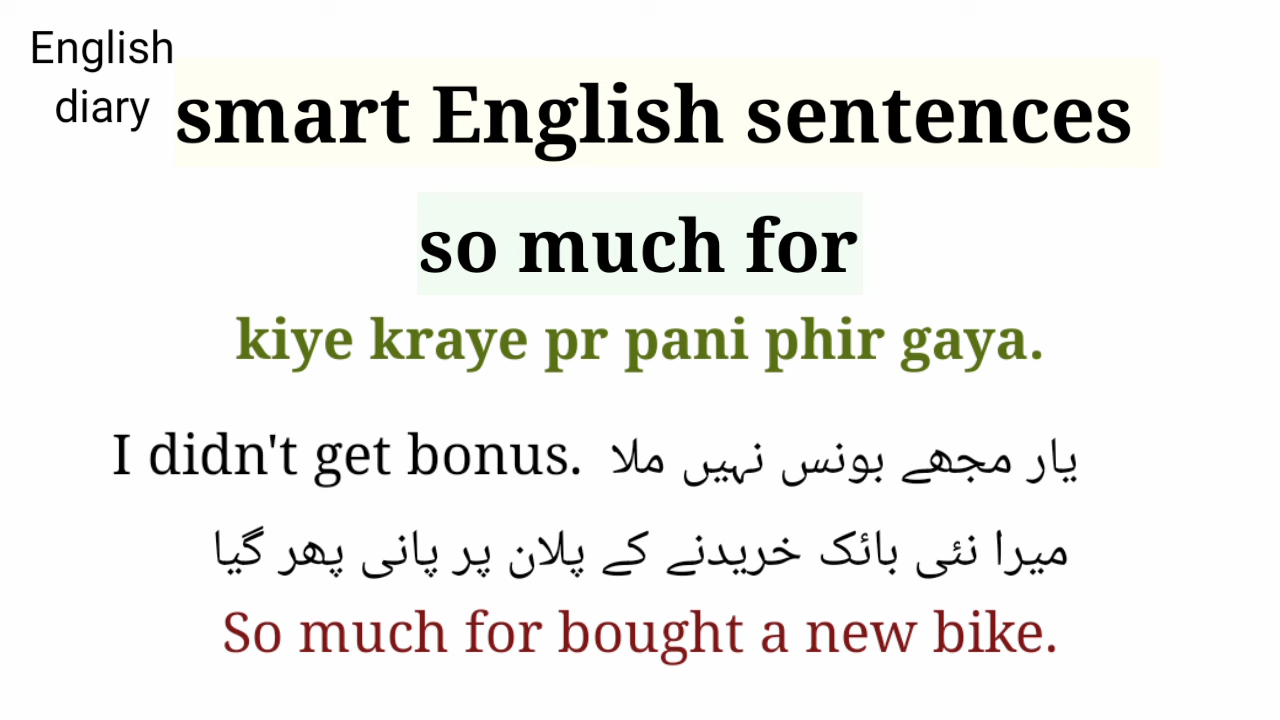 English
diary
smart English sentences
so much for
kiye kraye pr pani phir gaya.
I didn't get bonus. یار مجھے بونس نہیں ملا
میرا نئی بائک خریدنے کے پلان پر پانی پھر گیا
So much for bought a new bike.